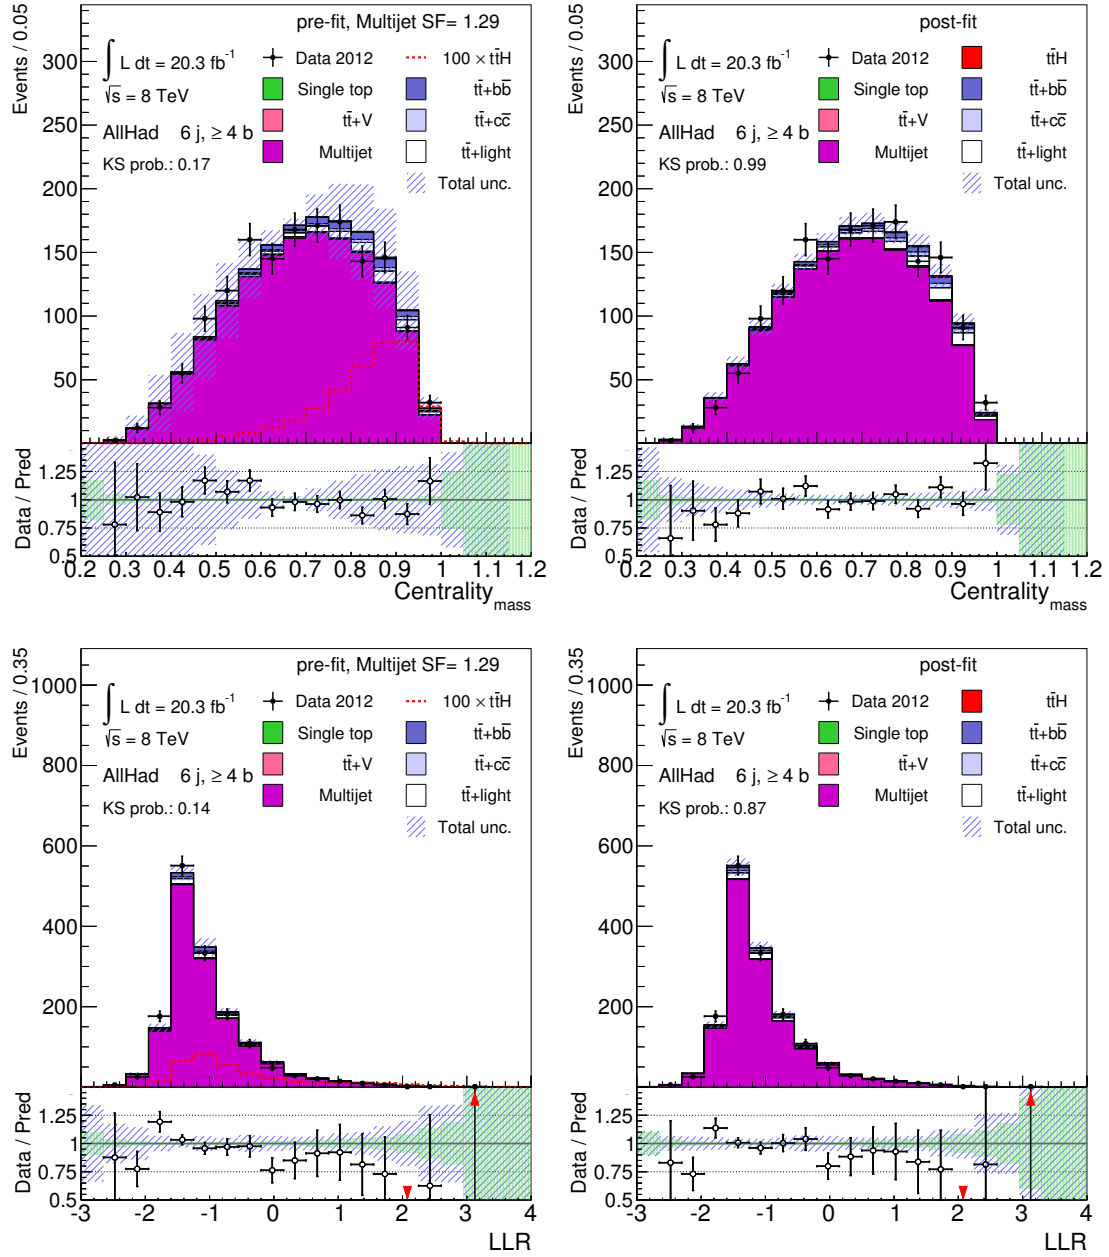 Events / 0.05
pre-fit, Multijet SF= 1.29
∫ L dt = 20.3 fb⁻¹
√s = 8 TeV
AllHad 6 j, ≥ 4 b
KS prob.: 0.17
Data 2012
100 × tt̄H
Single top
tt̄+bb̄
tt̄+V
tt̄+cc̄
Multijet
tt̄+light
Total unc.
300
250
200
150
100
50
Data / Pred
1.25
1
0.75
0.5
0.2 0.3 0.4 0.5 0.6 0.7 0.8 0.9 1 1.1 1.2
Centrality_mass
Events / 0.05
post-fit
∫ L dt = 20.3 fb⁻¹
√s = 8 TeV
AllHad 6 j, ≥ 4 b
KS prob.: 0.99
Data 2012
tt̄H
Single top
tt̄+bb̄
tt̄+V
tt̄+cc̄
Multijet
tt̄+light
Total unc.
300
250
200
150
100
50
Data / Pred
1.25
1
0.75
0.5
0.2 0.3 0.4 0.5 0.6 0.7 0.8 0.9 1 1.1 1.2
Centrality_mass
Events / 0.35
pre-fit, Multijet SF= 1.29
∫ L dt = 20.3 fb⁻¹
√s = 8 TeV
AllHad 6 j, ≥ 4 b
KS prob.: 0.14
Data 2012
100 × tt̄H
Single top
tt̄+bb̄
tt̄+V
tt̄+cc̄
Multijet
tt̄+light
Total unc.
1000
800
600
400
200
Data / Pred
1.25
1
0.75
0.5
-3 -2 -1 0 1 2 3 4
LLR
Events / 0.35
post-fit
∫ L dt = 20.3 fb⁻¹
√s = 8 TeV
AllHad 6 j, ≥ 4 b
KS prob.: 0.87
Data 2012
tt̄H
Single top
tt̄+bb̄
tt̄+V
tt̄+cc̄
Multijet
tt̄+light
Total unc.
1000
800
600
400
200
Data / Pred
1.25
1
0.75
0.5
-3 -2 -1 0 1 2 3 4
LLR